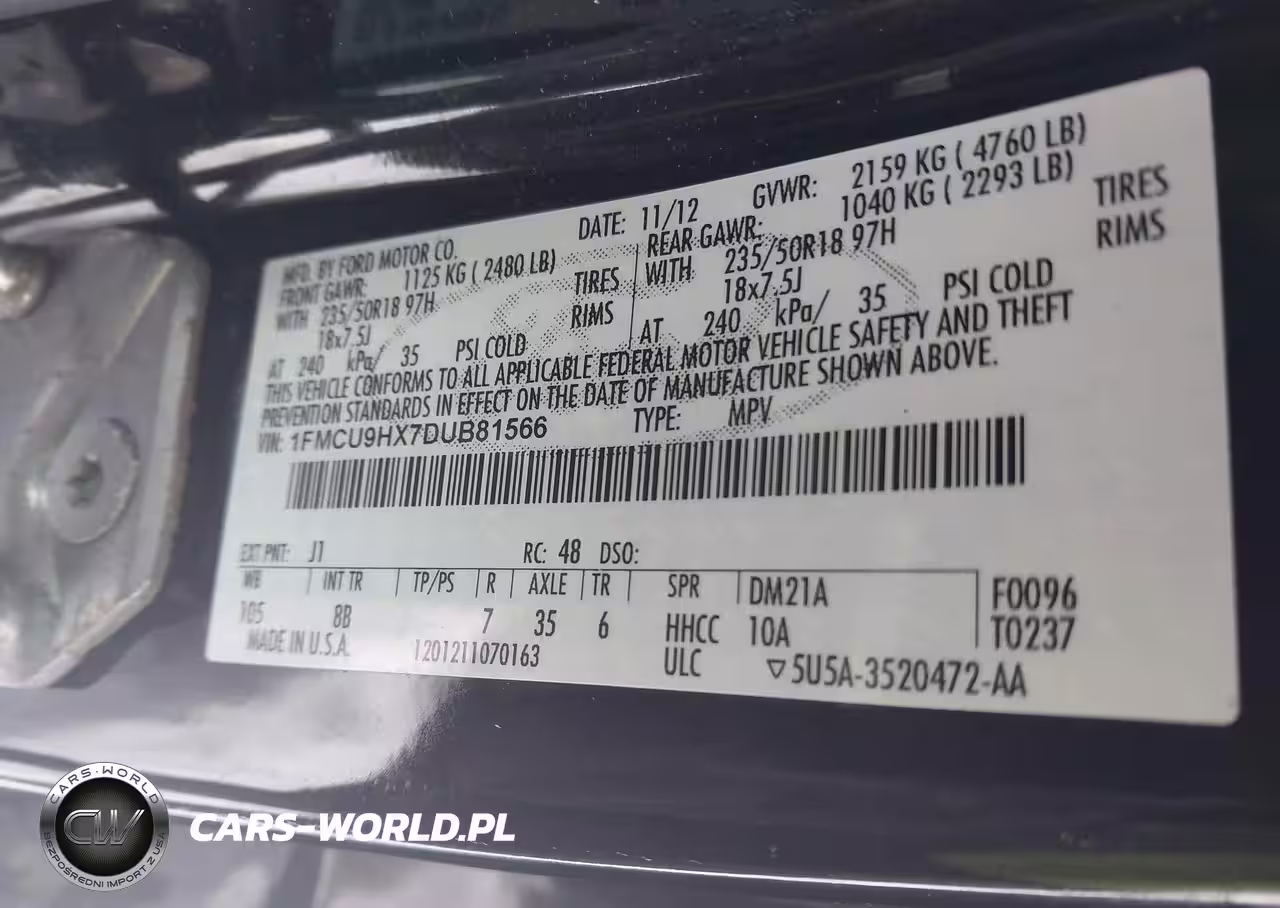 MFD. BY FORD MOTOR CO. DATE: 11/12 GVWR: 2159 KG ( 4760 LB)
FRONT GAWR: 1125 KG ( 2480 LB) REAR GAWR: 1040 KG ( 2293 LB)
WITH 235/50R18 97H TIRES WITH 235/50R18 97H TIRES
18x7.5J RIMS 18x7.5J RIMS
AT 240 kPa/ 35 PSI COLD AT 240 kPa/ 35 PSI COLD
THIS VEHICLE CONFORMS TO ALL APPLICABLE FEDERAL MOTOR VEHICLE SAFETY AND THEFT
PREVENTION STANDARDS IN EFFECT ON THE DATE OF MANUFACTURE SHOWN ABOVE.
VIN: 1FMCU9HX7DUB81566 TYPE: MPV
EXT PNT: J1 RC: 48 DSO:
WB INT TR TP/PS R AXLE TR SPR DM21A F0096
105 8B 7 35 6 HHCC 10A T0237
MADE IN U.S.A. 1201211070163 ULC ▽5U5A-3520472-AA
CARS-WORLD
CW
BEZPOŚREDNI IMPORT Z USA
CARS-WORLD.PL